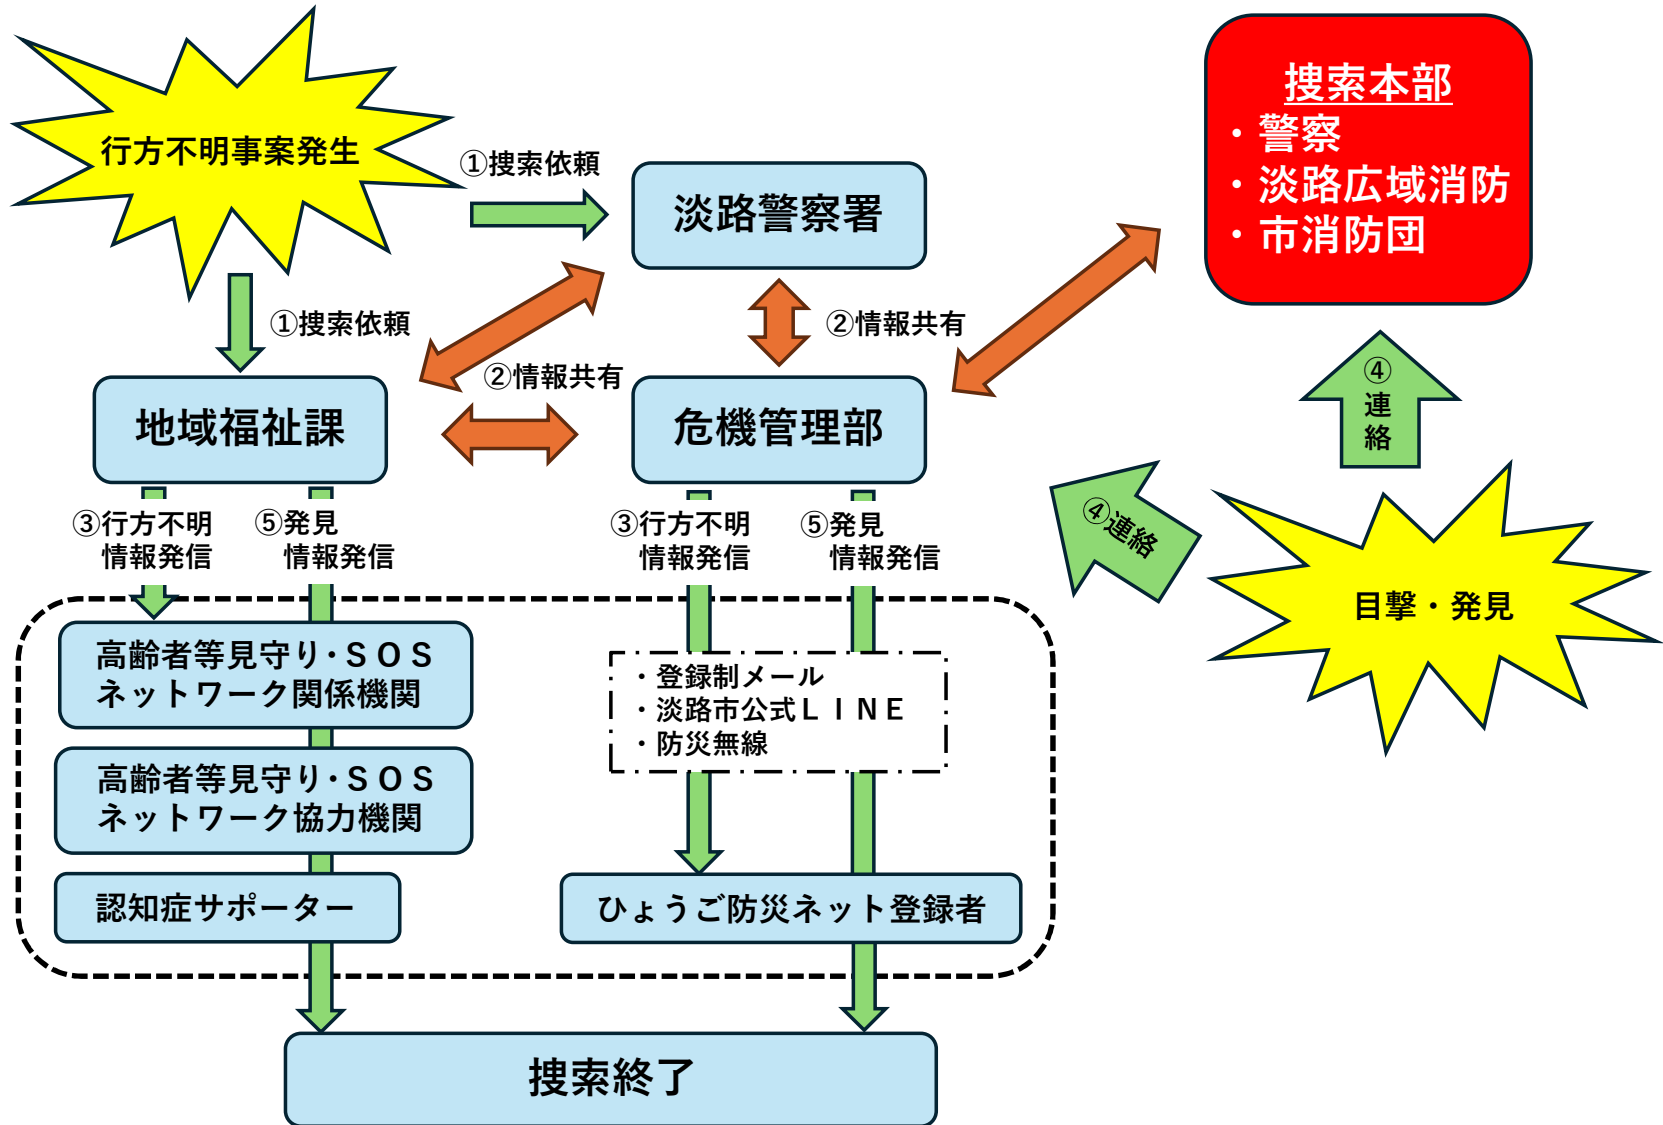 行方不明事案発生
①捜索依頼
淡路警察署
捜索本部
・警察
・淡路広域消防
・市消防団
①捜索依頼
②情報共有
②情報共有
地域福祉課
危機管理部
④
連
絡
③行方不明
情報発信
⑤発見
情報発信
③行方不明
情報発信
⑤発見
情報発信
④連絡
目撃・発見
高齢者等見守り・ＳＯＳ
ネットワーク関係機関
・登録制メール
・淡路市公式ＬＩＮＥ
・防災無線
高齢者等見守り・ＳＯＳ
ネットワーク協力機関
認知症サポーター
ひょうご防災ネット登録者
捜索終了